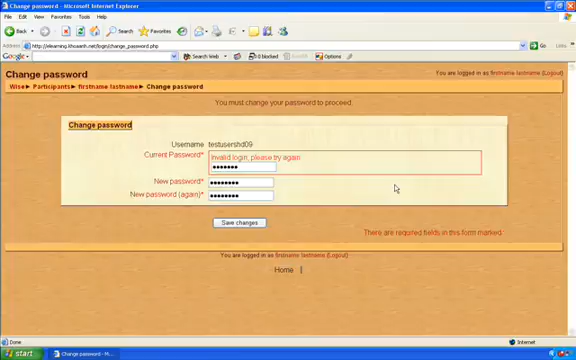 Change password - Microsoft Internet Explorer
File Edit View Favorites Tools Help
Back Search Favorites
Address http://elearning.khoaanh.net/login/change_password.php Go Links
Google Search Web 0 blocked Options
Change password
You are logged in as firstname lastname (Logout)
Wise ► Participants ► firstname lastname ► Change password
You must change your password to proceed.
Change password
Username testusershd09
Current Password* Invalid login, please try again
New password*
New password (again)*
Save changes
There are required fields in this form marked
You are logged in as firstname lastname (Logout)
Home
Done Internet
start Change password - M...